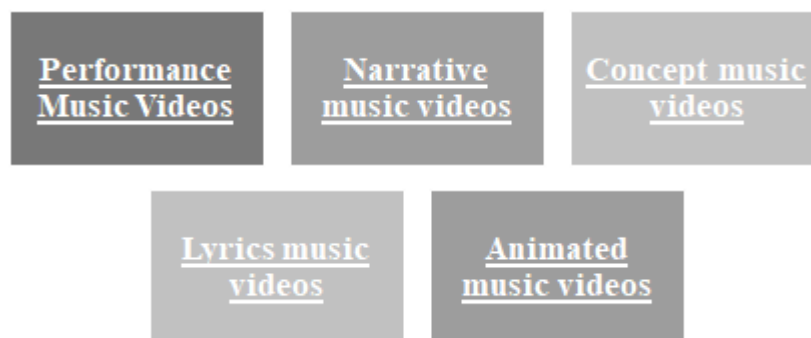 Performance
Music Videos
Narrative
music videos
Concept music
videos
Lyrics music
videos
Animated
music videos